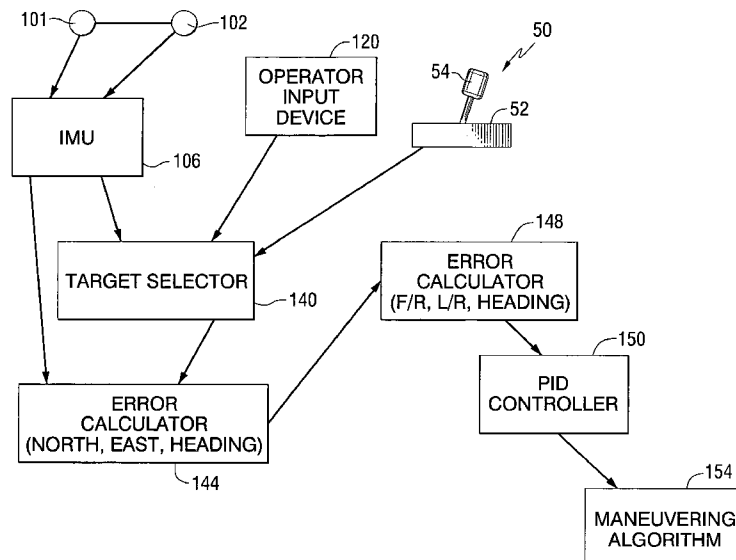 101
102
50
120
OPERATOR
INPUT
DEVICE
54
52
IMU
106
TARGET SELECTOR
140
148
ERROR
CALCULATOR
(F/R, L/R, HEADING)
150
PID
CONTROLLER
ERROR
CALCULATOR
(NORTH, EAST, HEADING)
144
154
MANEUVERING
ALGORITHM